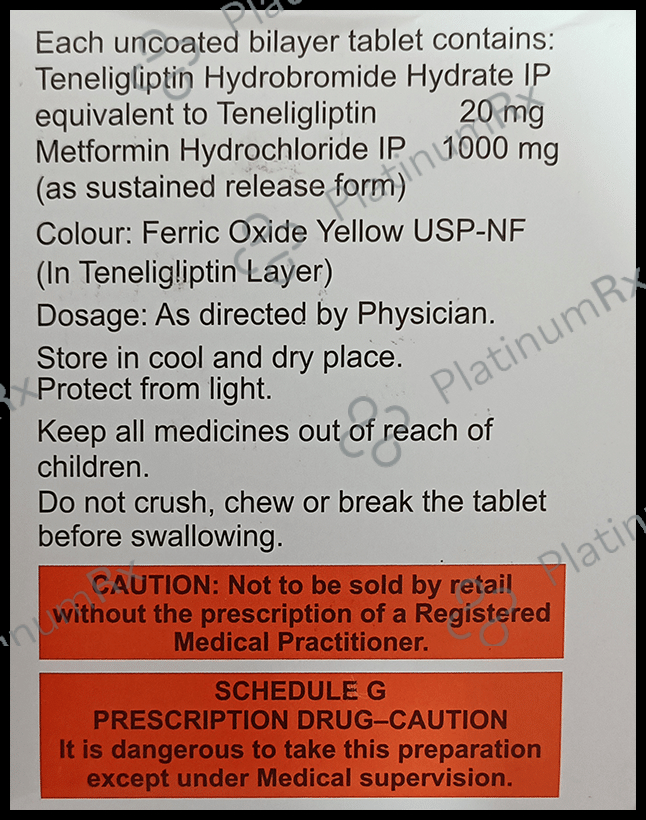 Each uncoated bilayer tablet contains:
Teneligliptin Hydrobromide Hydrate IP
equivalent to Teneligliptin 20 mg
Metformin Hydrochloride IP 1000 mg
(as sustained release form)
Colour: Ferric Oxide Yellow USP-NF
(In Teneligliptin Layer)
Dosage: As directed by Physician.
Store in cool and dry place.
Protect from light.
Keep all medicines out of reach of
children.
Do not crush, chew or break the tablet
before swallowing.
CAUTION: Not to be sold by retail
without the prescription of a Registered
Medical Practitioner.
SCHEDULE G
PRESCRIPTION DRUG–CAUTION
It is dangerous to take this preparation
except under Medical supervision.
PlatinumRx
PlatinumRx